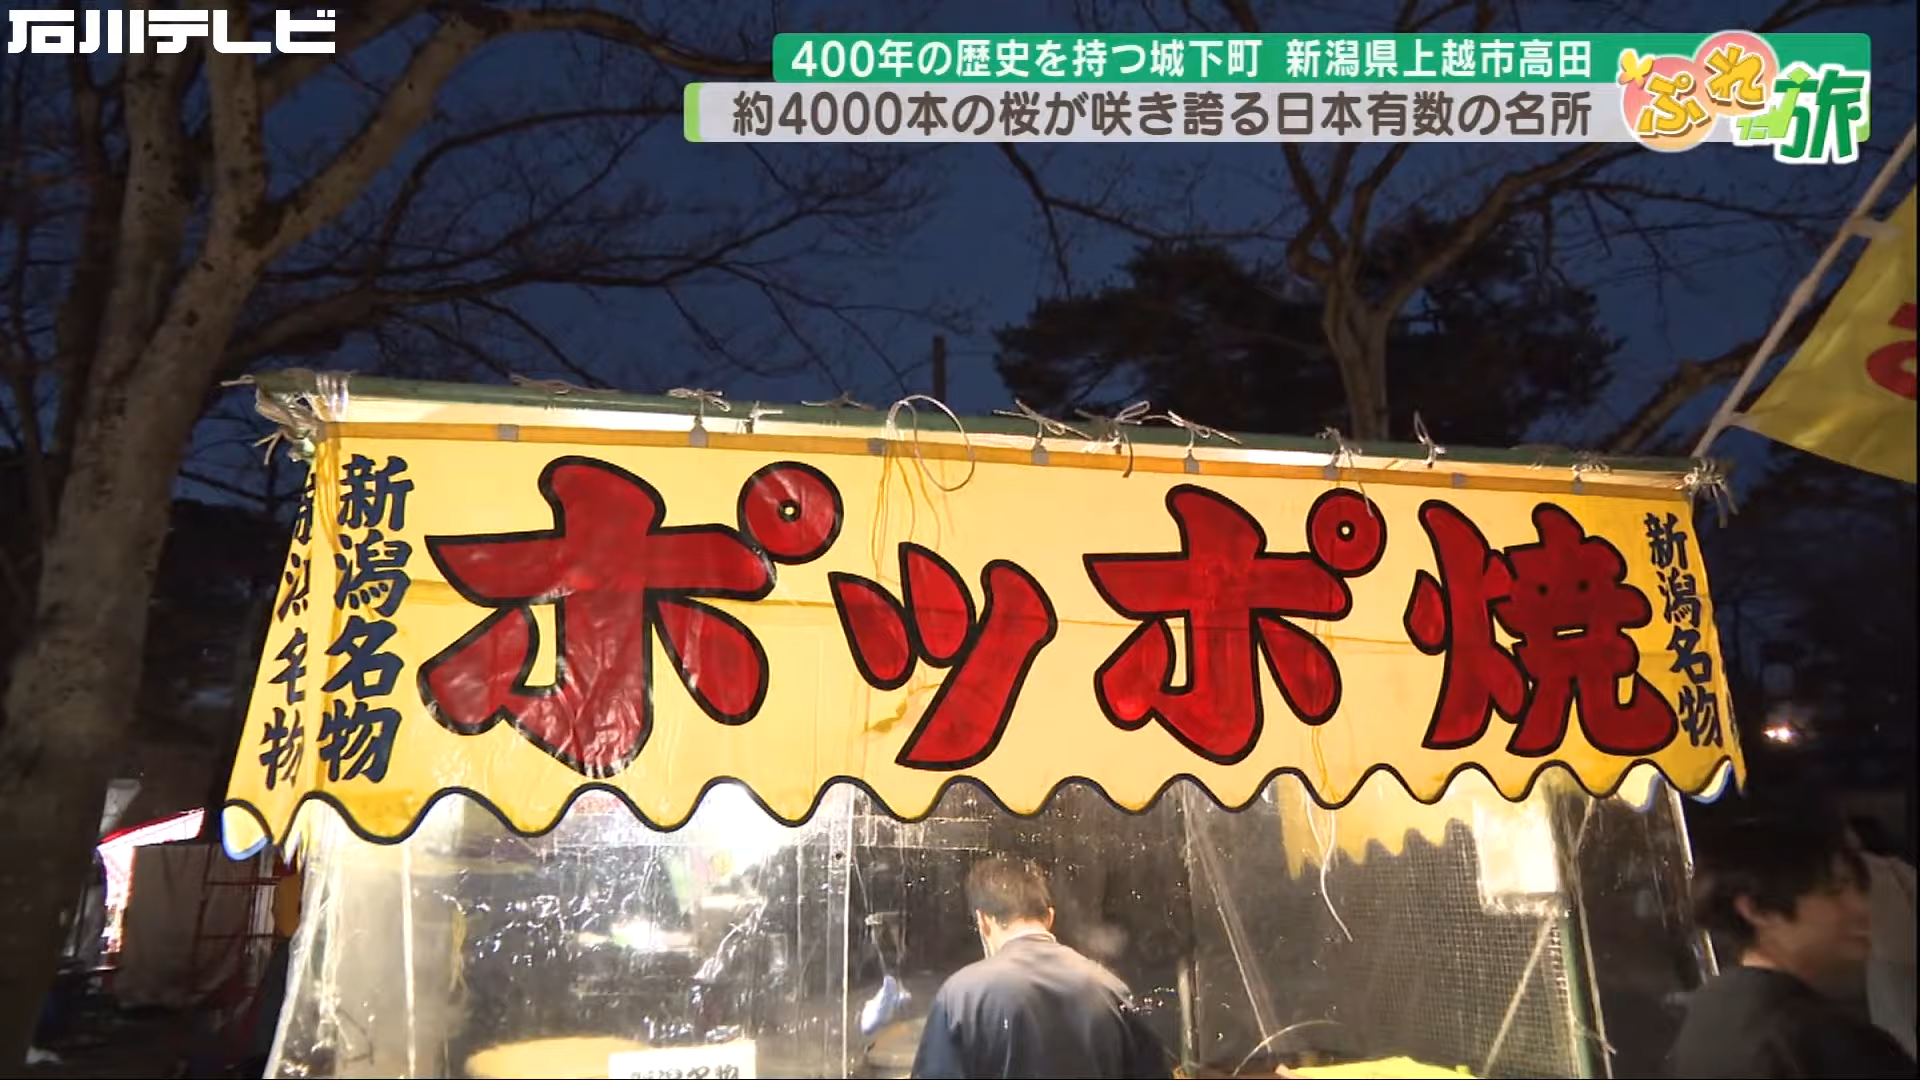 石川テレビ
400年の歴史を持つ城下町 新潟県上越市高田
約4000本の桜が咲き誇る日本有数の名所
ぷれ旅
新潟名物
ポッポ焼
新潟名物
名物
新潟名物